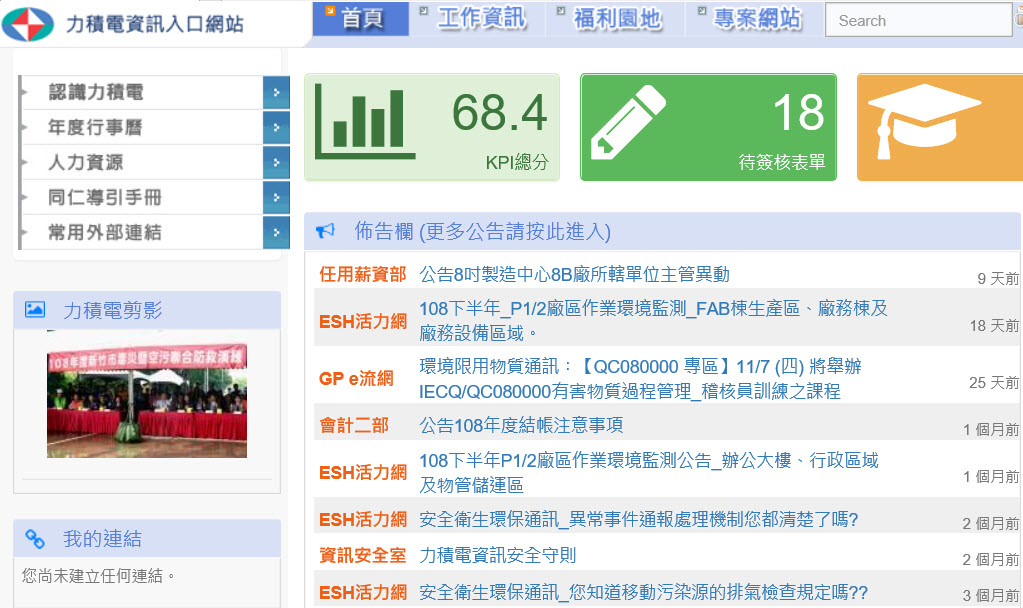 力積電資訊入口網站
首頁
工作資訊
福利園地
專案網站
Search
認識力積電
年度行事曆
人力資源
同仁導引手冊
常用外部連結
68.4
KPI總分
18
待簽核表單
力積電剪影
108年度新竹市毒災暨空污聯合防救演練
我的連結
您尚未建立任何連結。
佈告欄 (更多公告請按此進入)
任用薪資部 公告8吋製造中心8B廠所轄單位主管異動 9 天前
ESH活力網 108下半年_P1/2廠區作業環境監測_FAB棟生產區、廠務棟及
廠務設備區域。 18 天前
GP e流網 環境限用物質通訊：【QC080000 專區】11/7 (四) 將舉辦
IECQ/QC080000有害物質過程管理_稽核員訓練之課程 25 天前
會計二部 公告108年度結帳注意事項 1 個月前
ESH活力網 108下半年P1/2廠區作業環境監測公告_辦公大樓、行政區域
及物管儲運區 1 個月前
ESH活力網 安全衛生環保通訊_異常事件通報處理機制您都清楚了嗎? 2 個月前
資訊安全室 力積電資訊安全守則 2 個月前
ESH活力網 安全衛生環保通訊_您知道移動污染源的排氣檢查規定嗎?? 3 個月前